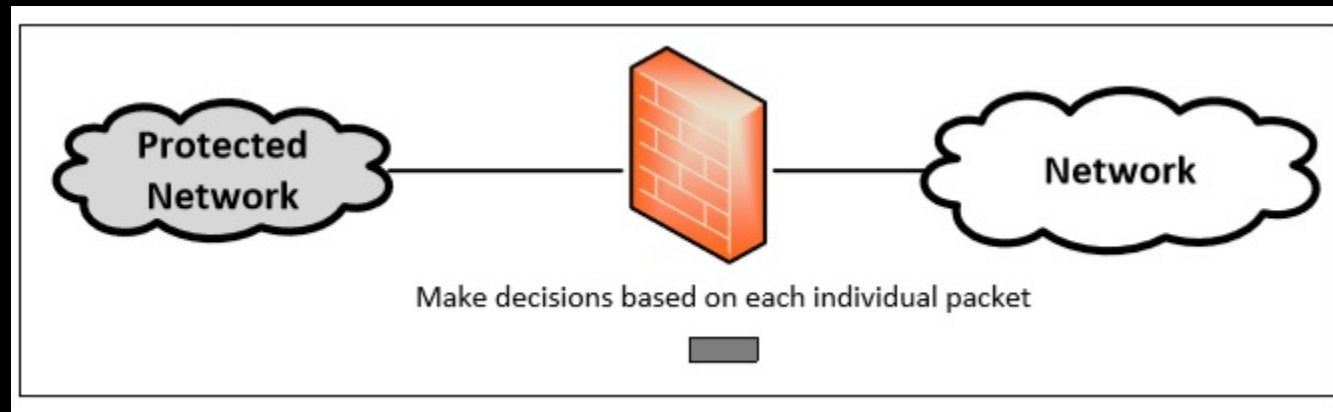 Protected
Network
Network
Make decisions based on each individual packet